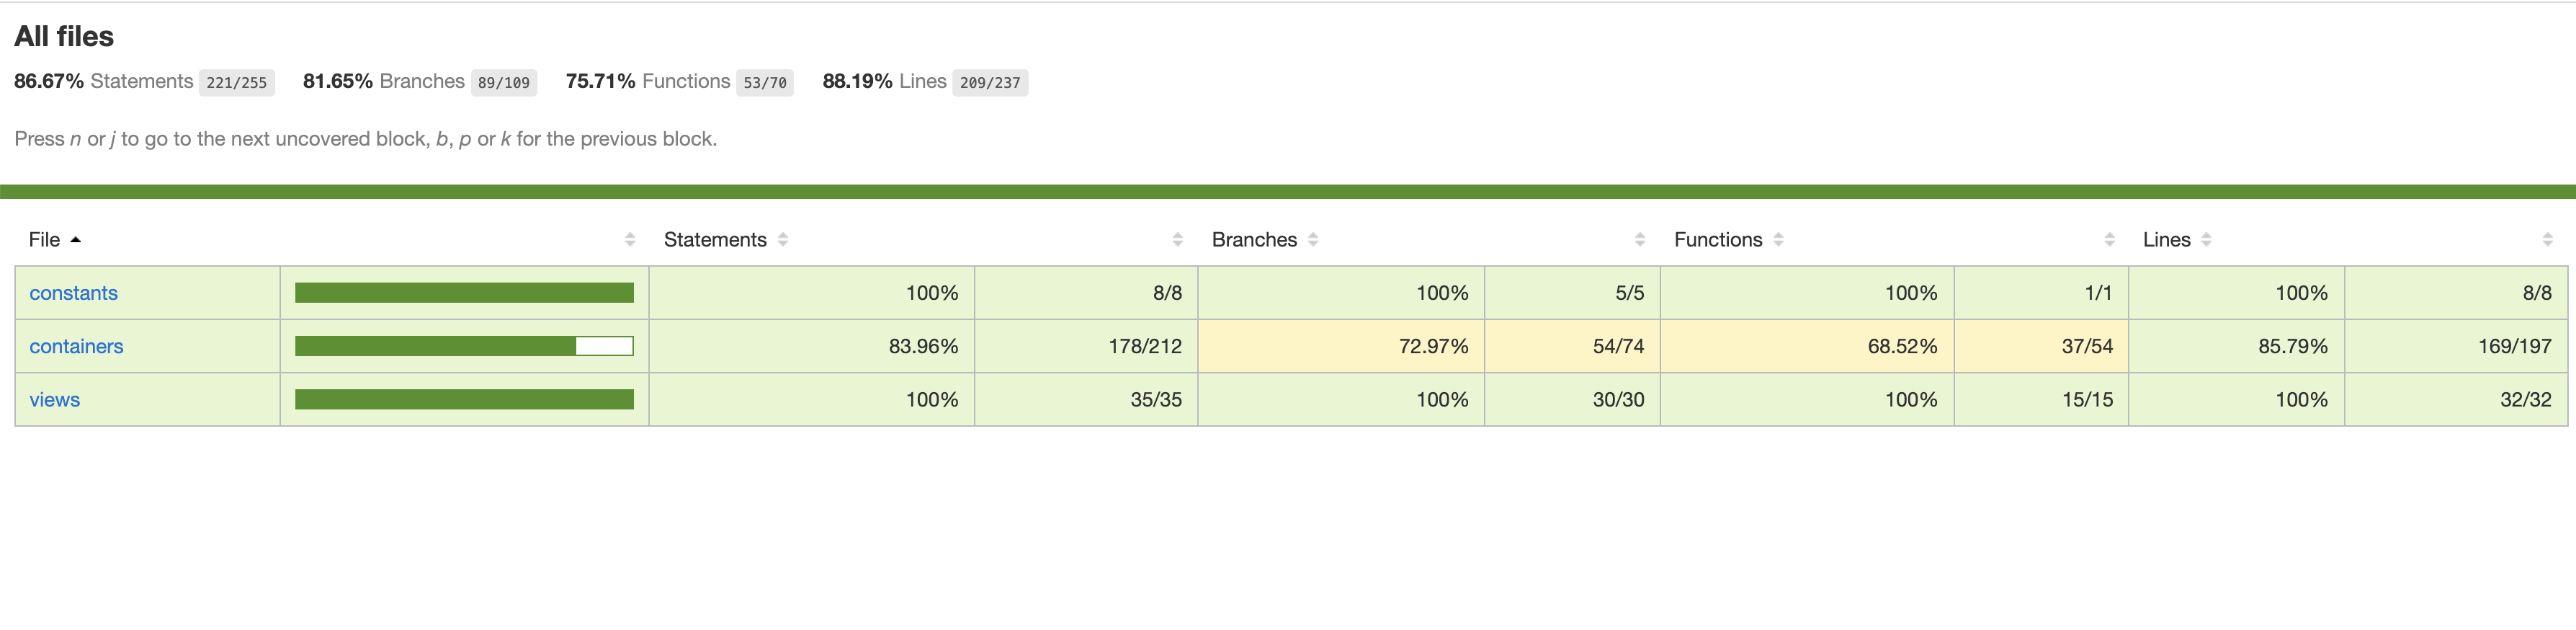 All files
86.67% Statements 221/255 81.65% Branches 89/109 75.71% Functions 53/70 88.19% Lines 209/237
Press n or j to go to the next uncovered block, b, p or k for the previous block.
File Statements Branches Functions Lines
constants 100% 8/8 100% 5/5 100% 1/1 100% 8/8
containers 83.96% 178/212 72.97% 54/74 68.52% 37/54 85.79% 169/197
views 100% 35/35 100% 30/30 100% 15/15 100% 32/32